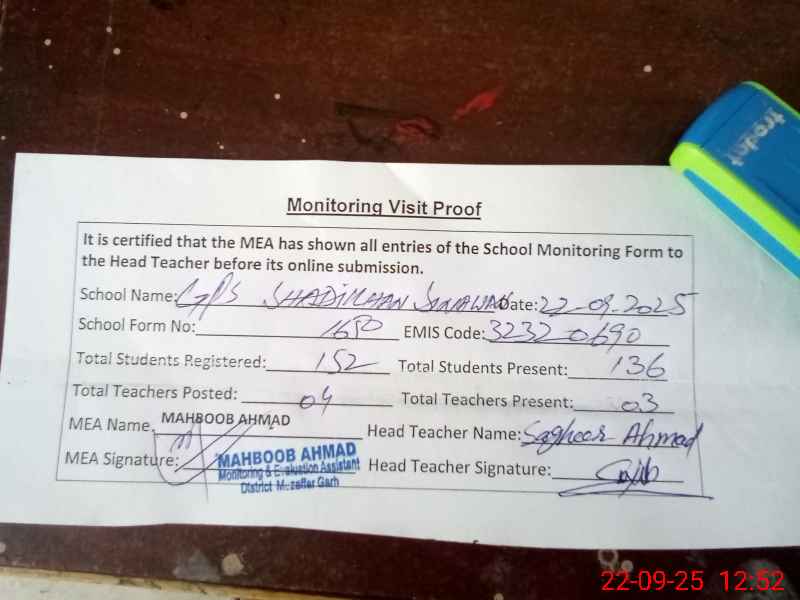 trodat
Monitoring Visit Proof
It is certified that the MEA has shown all entries of the School Monitoring Form to
the Head Teacher before its online submission.
School Name: GPS SHADIKHAN Date: 22-09-2025
School Form No: EMIS Code: 32320690
Total Students Registered: 152 Total Students Present: 136
Total Teachers Posted: 04 Total Teachers Present: 03
MEA Name. MAHBOOB AHMAD Head Teacher Name: Sagheer Ahmad
MEA Signature: Head Teacher Signature:
MAHBOOB AHMAD
Monitoring & Evaluation Assistant
District Muzaffar Garh
22-09-25 12:52